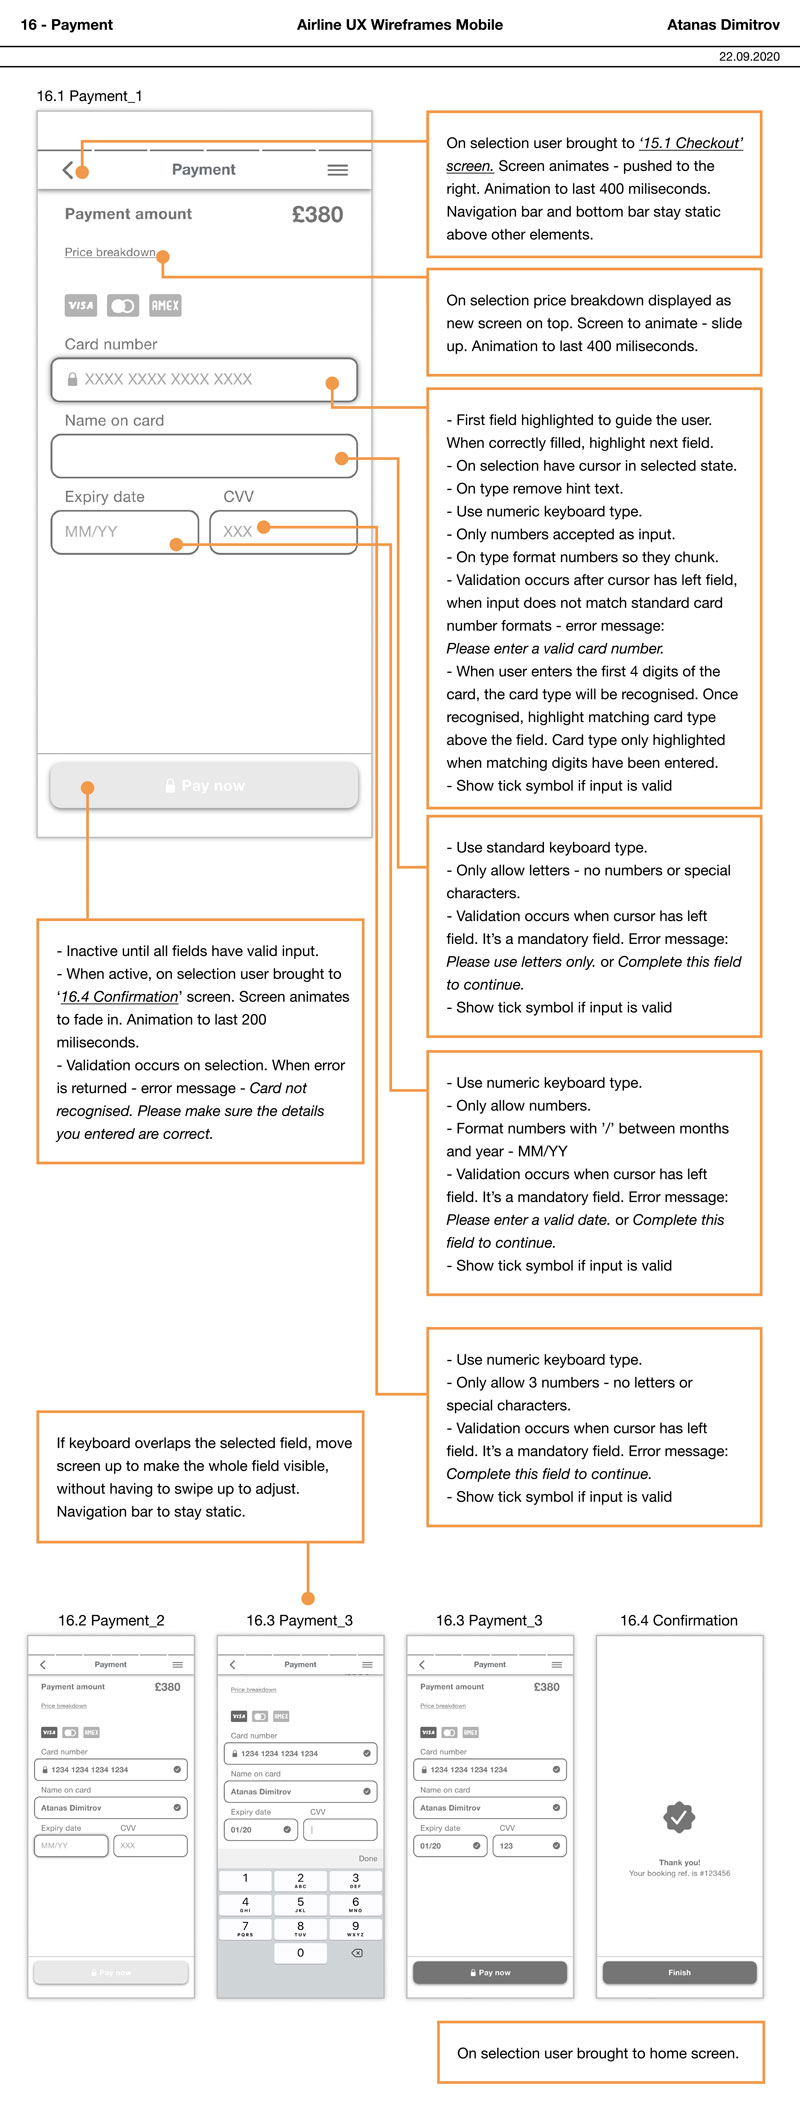 16 - Payment
Airline UX Wireframes Mobile
Atanas Dimitrov
22.09.2020
16.1 Payment_1
Payment
Payment amount
£380
Price breakdown
VISA
AMEX
Card number
XXXX XXXX XXXX XXXX
Name on card
Expiry date
CVV
MM/YY
XXX
Pay now
On selection user brought to ‘15.1 Checkout’
screen. Screen animates - pushed to the
right. Animation to last 400 miliseconds.
Navigation bar and bottom bar stay static
above other elements.
On selection price breakdown displayed as
new screen on top. Screen to animate - slide
up. Animation to last 400 miliseconds.
- First field highlighted to guide the user.
When correctly filled, highlight next field.
- On selection have cursor in selected state.
- On type remove hint text.
- Use numeric keyboard type.
- Only numbers accepted as input.
- On type format numbers so they chunk.
- Validation occurs after cursor has left field,
when input does not match standard card
number formats - error message:
Please enter a valid card number.
- When user enters the first 4 digits of the
card, the card type will be recognised. Once
recognised, highlight matching card type
above the field. Card type only highlighted
when matching digits have been entered.
- Show tick symbol if input is valid
- Use standard keyboard type.
- Only allow letters - no numbers or special
characters.
- Validation occurs when cursor has left
field. It’s a mandatory field. Error message:
Please use letters only. or Complete this field
to continue.
- Show tick symbol if input is valid
- Inactive until all fields have valid input.
- When active, on selection user brought to
‘16.4 Confirmation’ screen. Screen animates
to fade in. Animation to last 200
miliseconds.
- Validation occurs on selection. When error
is returned - error message - Card not
recognised. Please make sure the details
you entered are correct.
- Use numeric keyboard type.
- Only allow numbers.
- Format numbers with ’/’ between months
and year - MM/YY
- Validation occurs when cursor has left
field. It’s a mandatory field. Error message:
Please enter a valid date. or Complete this
field to continue.
- Show tick symbol if input is valid
- Use numeric keyboard type.
- Only allow 3 numbers - no letters or
special characters.
- Validation occurs when cursor has left
field. It’s a mandatory field. Error message:
Complete this field to continue.
- Show tick symbol if input is valid
If keyboard overlaps the selected field, move
screen up to make the whole field visible,
without having to swipe up to adjust.
Navigation bar to stay static.
16.2 Payment_2
Payment
Payment amount
£380
Price breakdown
VISA
AMEX
Card number
1234 1234 1234 1234
Name on card
Atanas Dimitrov
Expiry date
CVV
MM/YY
XXX
Pay now
16.3 Payment_3
Payment
Price breakdown
VISA
AMEX
Card number
1234 1234 1234 1234
Name on card
Atanas Dimitrov
Expiry date
CVV
01/20
Done
1
2
ABC
3
DEF
4
GHI
5
JKL
6
MNO
7
PQRS
8
TUV
9
WXYZ
0
16.3 Payment_3
Payment
Payment amount
£380
Price breakdown
VISA
AMEX
Card number
1234 1234 1234 1234
Name on card
Atanas Dimitrov
Expiry date
CVV
01/20
123
Pay now
16.4 Confirmation
Thank you!
Your booking ref. is #123456
Finish
On selection user brought to home screen.